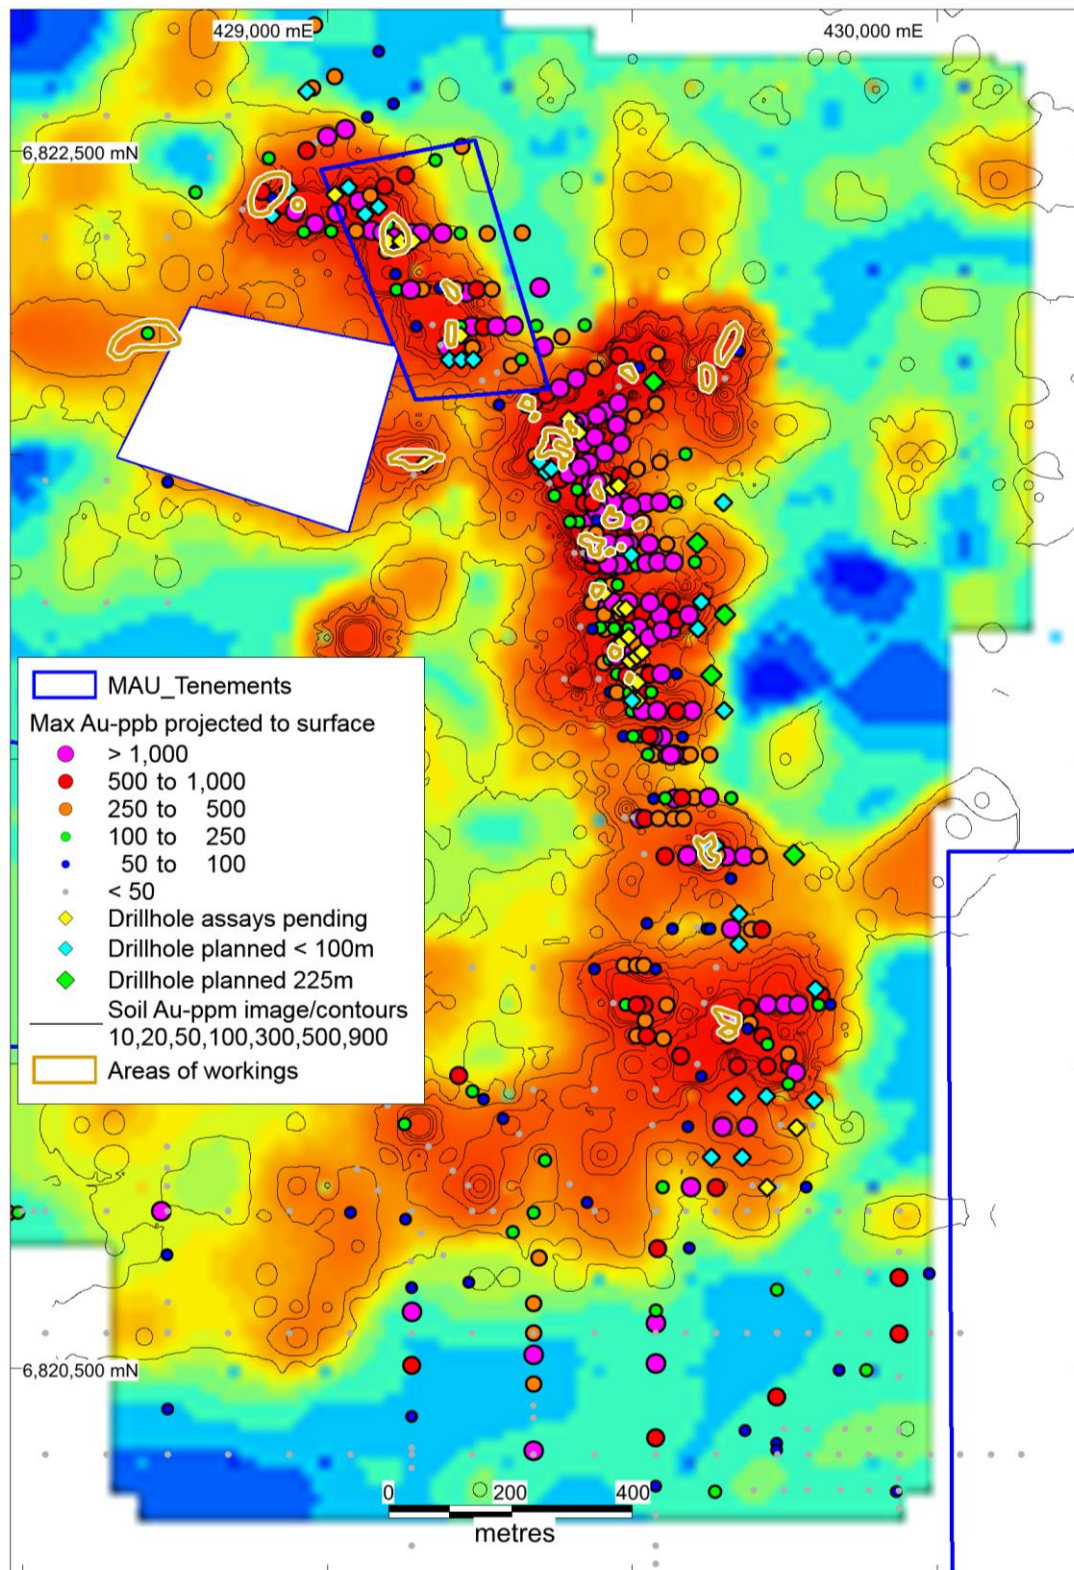 429,000 mE
430,000 mE
6,822,500 mN
MAU_Tenements
Max Au-ppb projected to surface
> 1,000
500 to 1,000
250 to 500
100 to 250
50 to 100
< 50
Drillhole assays pending
Drillhole planned < 100m
Drillhole planned 225m
Soil Au-ppm image/contours
10,20,50,100,300,500,900
Areas of workings
6,820,500 mN
0 200 400
metres